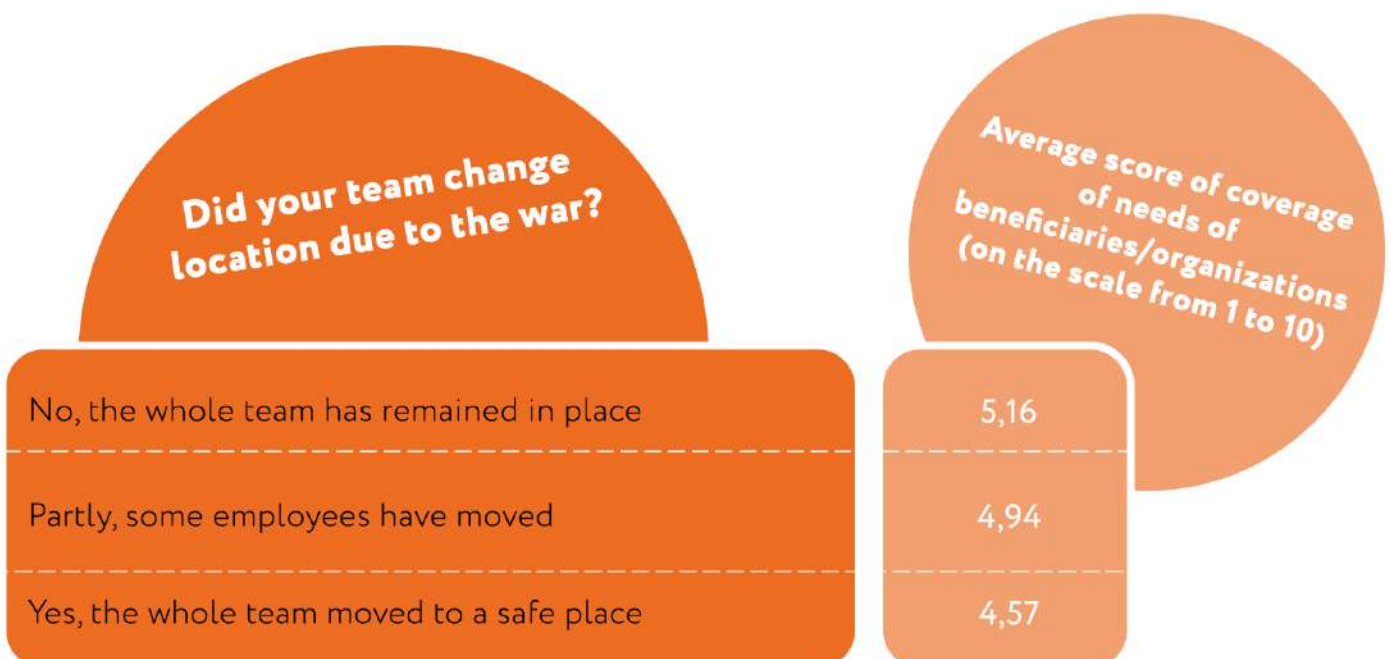 Did your team change
location due to the war?
Average score of coverage
of needs of
beneficiaries/organizations
(on the scale from 1 to 10)
No, the whole team has remained in place
5,16
Partly, some employees have moved
4,94
Yes, the whole team moved to a safe place
4,57